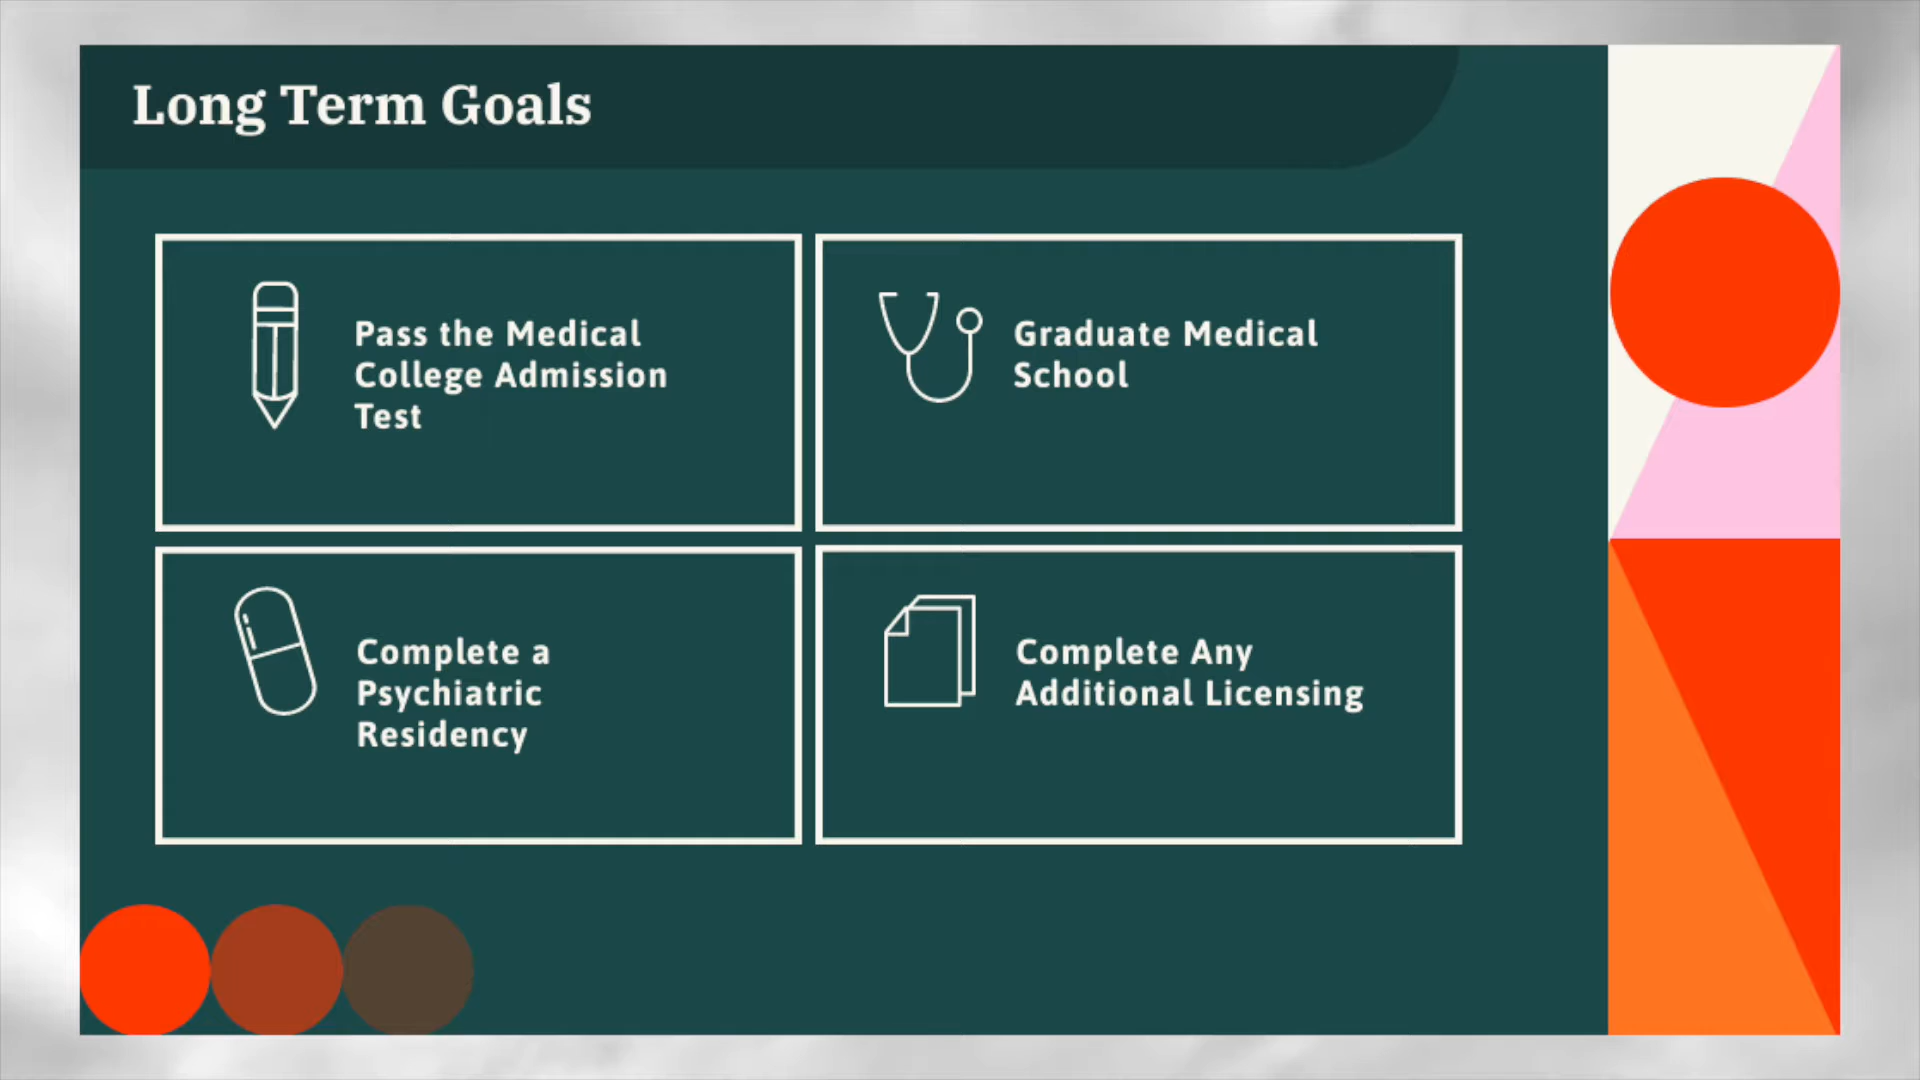 Long Term Goals
Pass the Medical
College Admission
Test
Graduate Medical
School
Complete a
Psychiatric
Residency
Complete Any
Additional Licensing